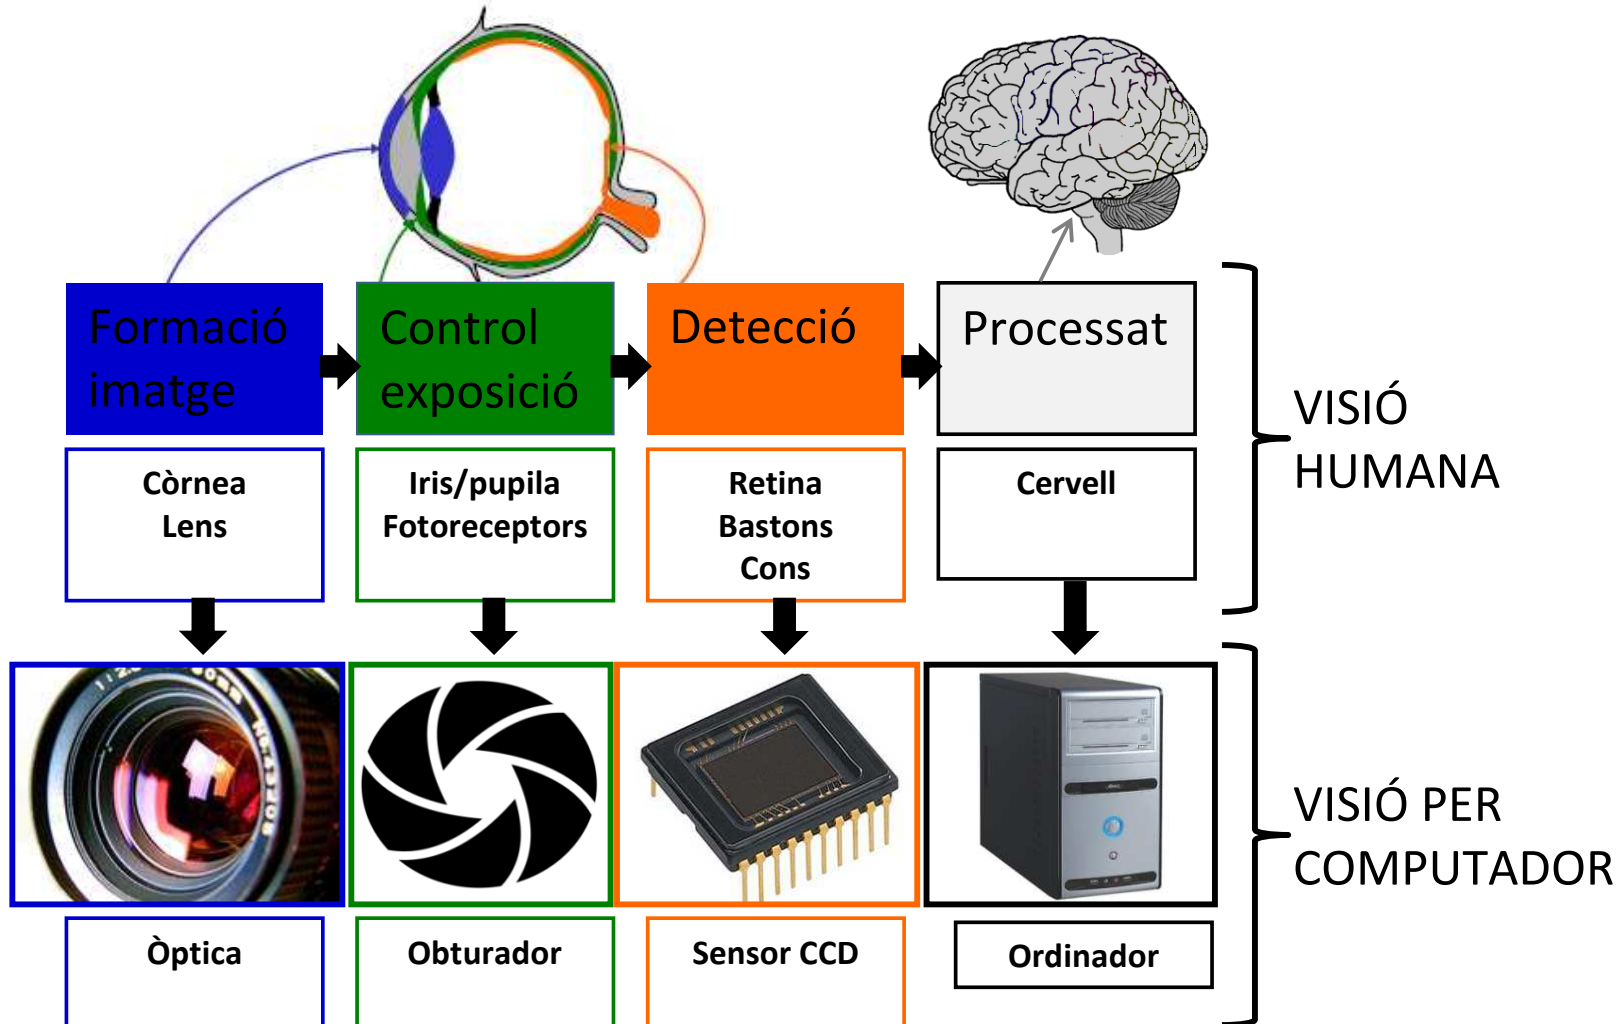 Formació
imatge
Control
exposició
Detecció
Processat
Còrnea
Lens
Iris/pupila
Fotoreceptors
Retina
Bastons
Cons
Cervell
VISIÓ
HUMANA
Òptica
Obturador
Sensor CCD
Ordinador
VISIÓ PER
COMPUTADOR